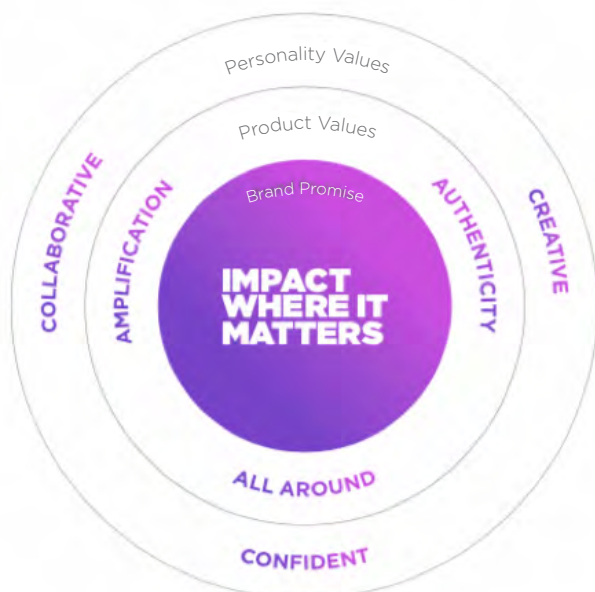 Personality Values
Product Values
Brand Promise
IMPACT
WHERE IT
MATTERS
COLLABORATIVE
AMPLIFICATION
AUTHENTICITY
CREATIVE
ALL AROUND
CONFIDENT